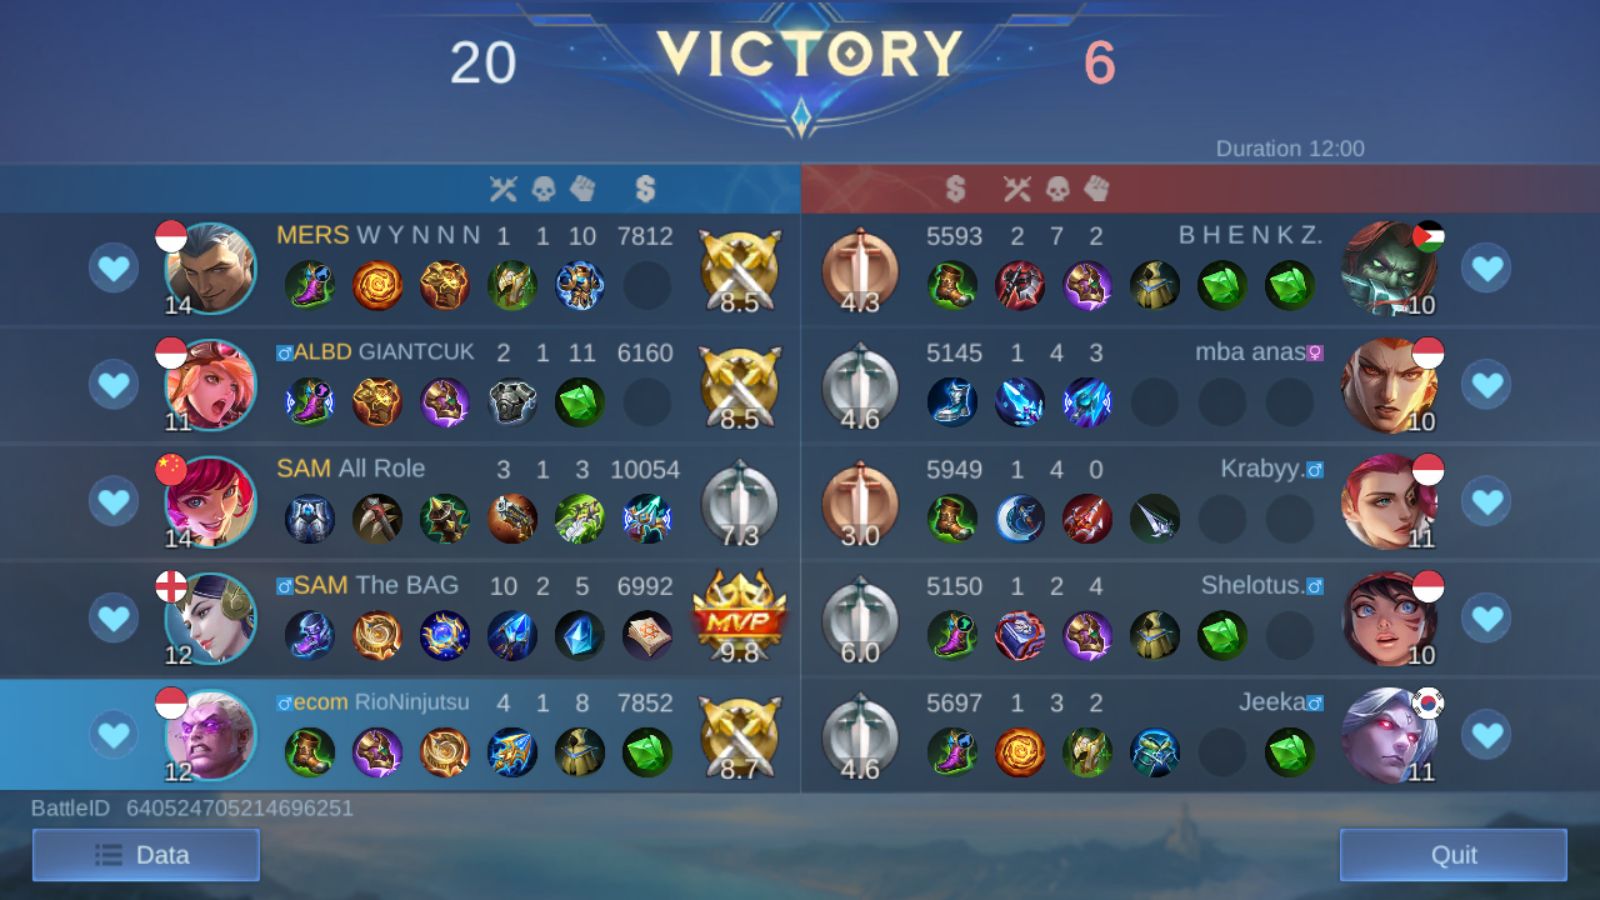 20 VICTORY 6
Duration 12:00
MERS W Y N N N 1 1 10 7812
14 8.5
ALBD GIANTCUK 2 1 11 6160
11 8.5
SAM All Role 3 1 3 10054
14 7.3
SAM The BAG 10 2 5 6992
MVP
12 9.8
ecom RioNinjutsu 4 1 8 7852
12 8.7
5593 2 7 2 B H E N K Z.
4.3 10
5145 1 4 3 mba anas
4.6 10
5949 1 4 0 Krabyy.
3.0 11
5150 1 2 4 Shelotus.
6.0 10
5697 1 3 2 Jeeka
4.6 11
BattleID 640524705214696251
Data
Quit